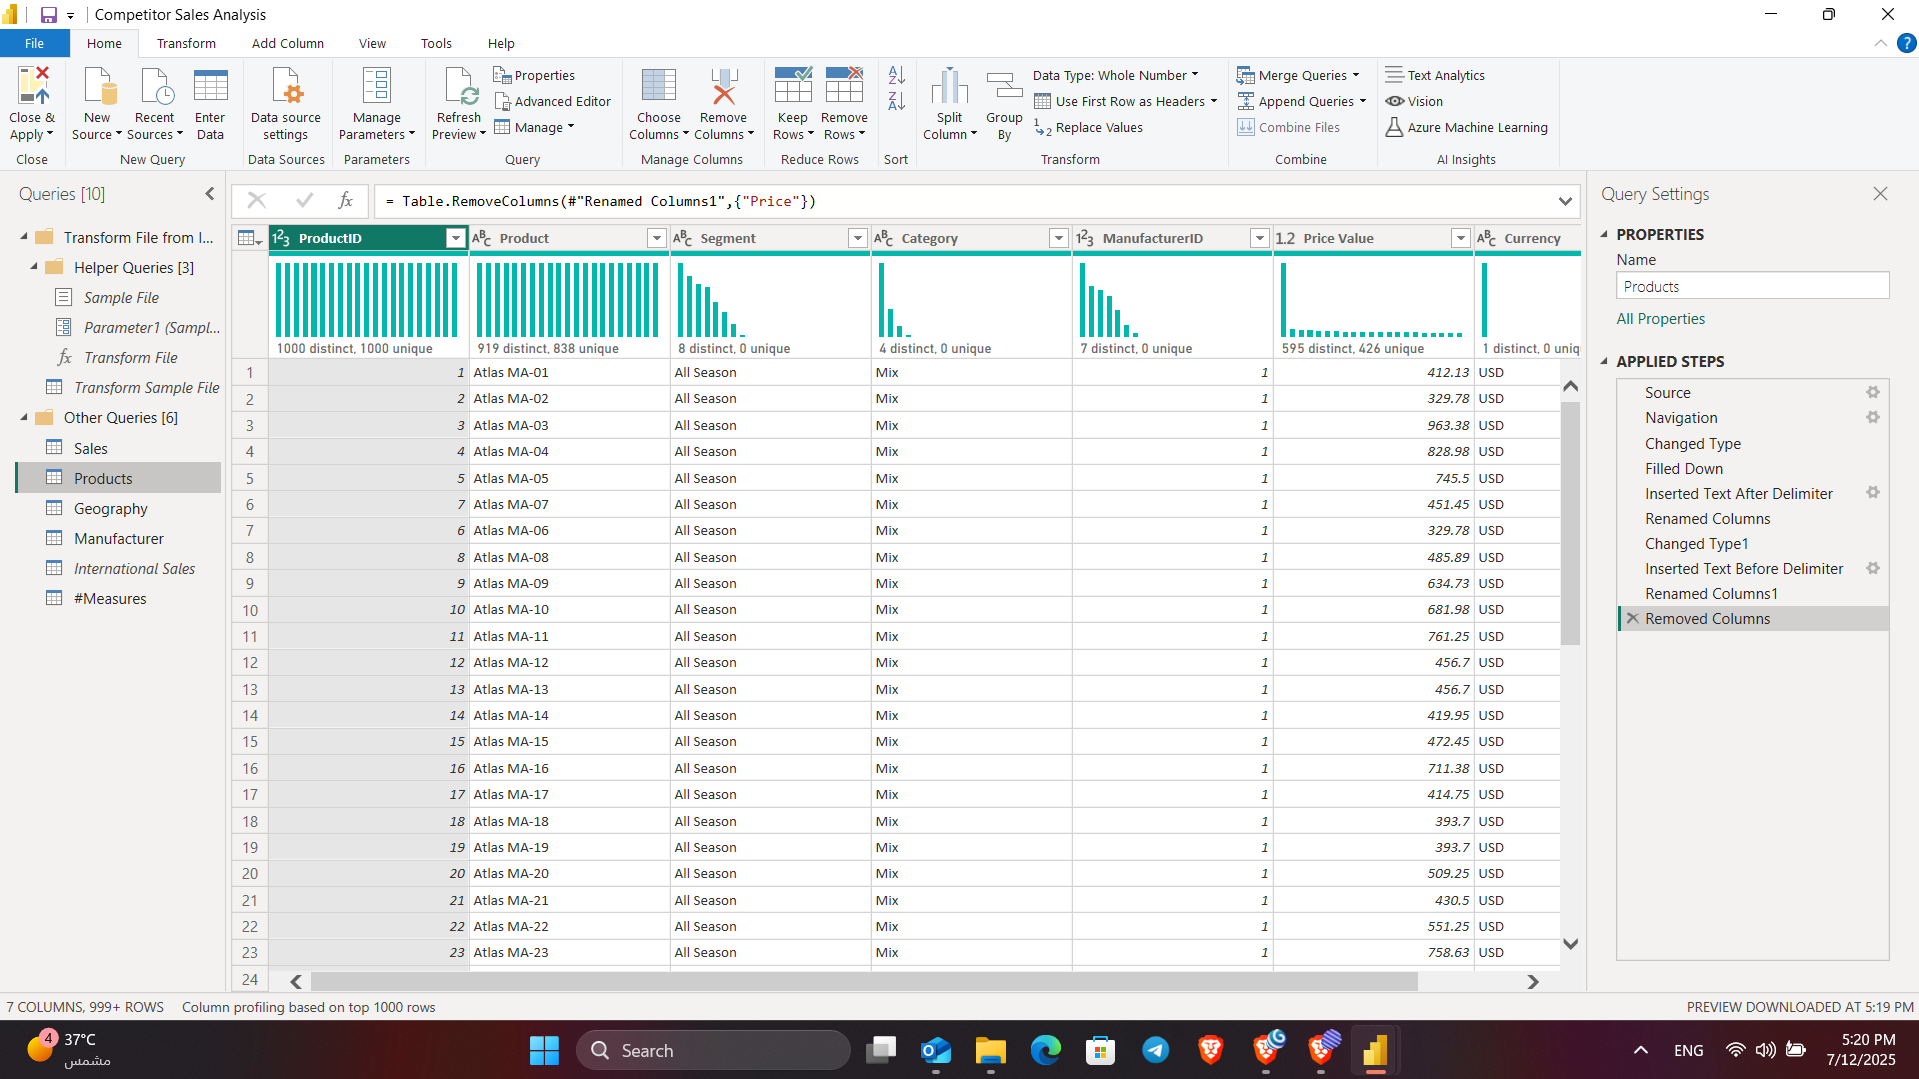 Competitor Sales Analysis
File Home Transform Add Column View Tools Help
Close & Apply
Close
New Source
Recent Sources
Enter Data
New Query
Data source settings
Data Sources
Manage Parameters
Parameters
Refresh Preview
Properties
Advanced Editor
Manage
Query
Choose Columns
Remove Columns
Manage Columns
Keep Rows
Remove Rows
Reduce Rows
Sort
Split Column
Group By
Data Type: Whole Number
Use First Row as Headers
Replace Values
Transform
Merge Queries
Append Queries
Combine Files
Combine
Text Analytics
Vision
Azure Machine Learning
AI Insights
Queries [10]
Transform File from I...
Helper Queries [3]
Sample File
Parameter1 (Sampl...
Transform File
Transform Sample File
Other Queries [6]
Sales
Products
Geography
Manufacturer
International Sales
#Measures
fx = Table.RemoveColumns(#"Renamed Columns1",{"Price"})
ProductID Product Segment Category ManufacturerID 1.2 Price Value Currency
1000 distinct, 1000 unique 919 distinct, 838 unique 8 distinct, 0 unique 4 distinct, 0 unique 7 distinct, 0 unique 595 distinct, 426 unique 1 distinct, 0 uniq
1 1 Atlas MA-01 All Season Mix 1 412.13 USD
2 2 Atlas MA-02 All Season Mix 1 329.78 USD
3 3 Atlas MA-03 All Season Mix 1 963.38 USD
4 4 Atlas MA-04 All Season Mix 1 828.98 USD
5 5 Atlas MA-05 All Season Mix 1 745.5 USD
6 7 Atlas MA-07 All Season Mix 1 451.45 USD
7 6 Atlas MA-06 All Season Mix 1 329.78 USD
8 8 Atlas MA-08 All Season Mix 1 485.89 USD
9 9 Atlas MA-09 All Season Mix 1 634.73 USD
10 10 Atlas MA-10 All Season Mix 1 681.98 USD
11 11 Atlas MA-11 All Season Mix 1 761.25 USD
12 12 Atlas MA-12 All Season Mix 1 456.7 USD
13 13 Atlas MA-13 All Season Mix 1 456.7 USD
14 14 Atlas MA-14 All Season Mix 1 419.95 USD
15 15 Atlas MA-15 All Season Mix 1 472.45 USD
16 16 Atlas MA-16 All Season Mix 1 711.38 USD
17 17 Atlas MA-17 All Season Mix 1 414.75 USD
18 18 Atlas MA-18 All Season Mix 1 393.7 USD
19 19 Atlas MA-19 All Season Mix 1 393.7 USD
20 20 Atlas MA-20 All Season Mix 1 509.25 USD
21 21 Atlas MA-21 All Season Mix 1 430.5 USD
22 22 Atlas MA-22 All Season Mix 1 551.25 USD
23 23 Atlas MA-23 All Season Mix 1 758.63 USD
24
Query Settings
PROPERTIES
Name
Products
All Properties
APPLIED STEPS
Source
Navigation
Changed Type
Filled Down
Inserted Text After Delimiter
Renamed Columns
Changed Type1
Inserted Text Before Delimiter
Renamed Columns1
Removed Columns
7 COLUMNS, 999+ ROWS Column profiling based on top 1000 rows PREVIEW DOWNLOADED AT 5:19 PM
4 37°C
مشمس
Search
ENG
5:20 PM
7/12/2025